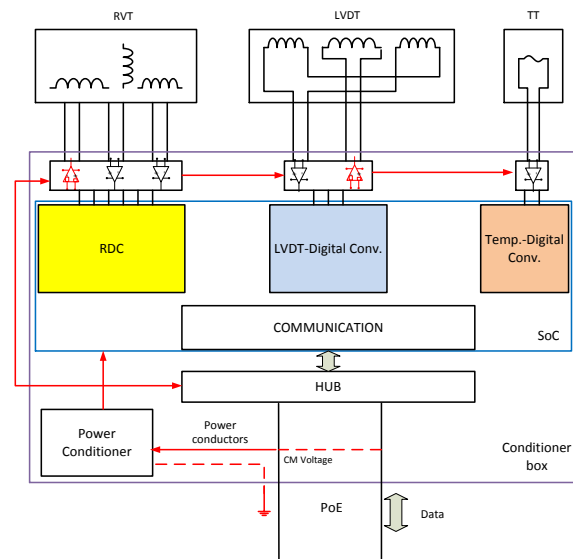 RVT
LVDT
TT
RDC
LVDT-Digital Conv.
Temp.-Digital
Conv.
COMMUNICATION
SoC
HUB
Power
Conditioner
Power
conductors
CM Voltage
Conditioner
box
PoE
Data